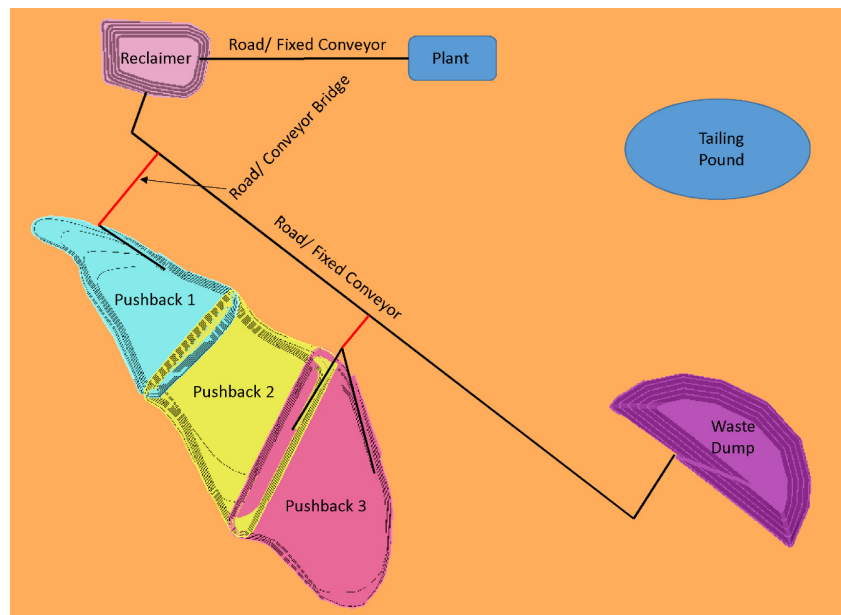 Road/ Fixed Conveyor
Reclaimer
Plant
Road/ Conveyor Bridge
Tailing
Pound
Road/ Fixed Conveyor
Pushback 1
Pushback 2
Waste
Dump
Pushback 3